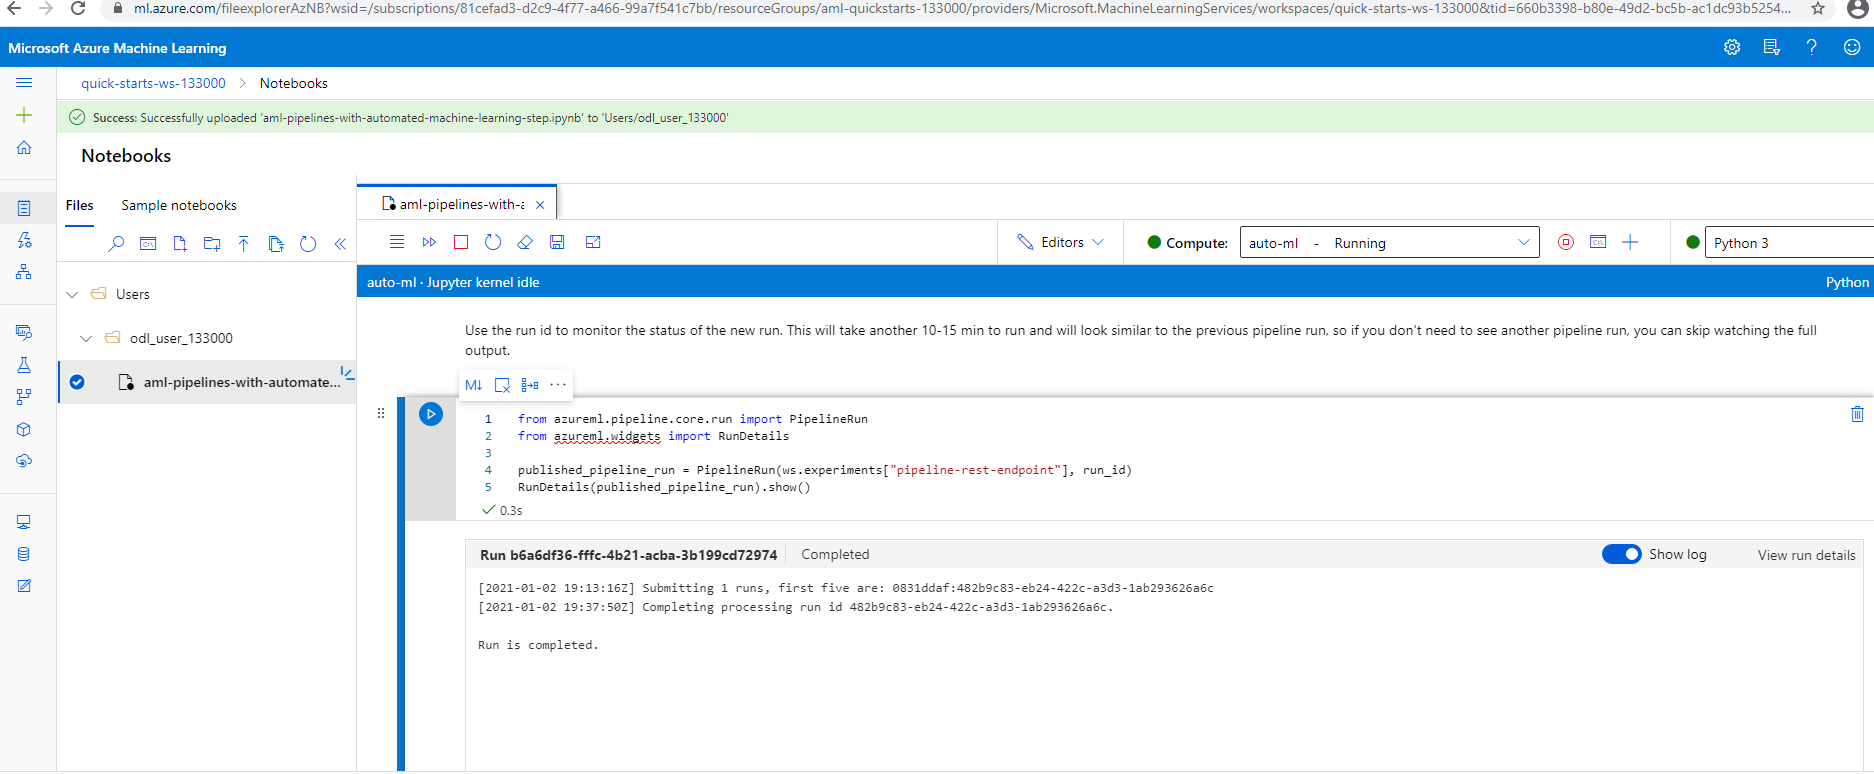 ml.azure.com/fileexplorerAzNB?wsid=/subscriptions/81cefad3-d2c9-4f77-a466-99a7f541c7bb/resourceGroups/aml-quickstarts-133000/providers/Microsoft.MachineLearningServices/workspaces/quick-starts-ws-133000&tid=660b3398-b80e-49d2-bc5b-ac1dc93b5254...
Microsoft Azure Machine Learning
quick-starts-ws-133000 > Notebooks
Success: Successfully uploaded 'aml-pipelines-with-automated-machine-learning-step.ipynb' to 'Users/odl_user_133000'
Notebooks
Files Sample notebooks
aml-pipelines-with-a
Editors Compute: auto-ml - Running Python 3
auto-ml · Jupyter kernel idle Python
Users
odl_user_133000
aml-pipelines-with-automate...
Use the run id to monitor the status of the new run. This will take another 10-15 min to run and will look similar to the previous pipeline run, so if you don't need to see another pipeline run, you can skip watching the full
output.
M↓ ...
1 from azureml.pipeline.core.run import PipelineRun
2 from azureml.widgets import RunDetails
3
4 published_pipeline_run = PipelineRun(ws.experiments["pipeline-rest-endpoint"], run_id)
5 RunDetails(published_pipeline_run).show()
0.3s
Run b6a6df36-fffc-4b21-acba-3b199cd72974 Completed Show log View run details
[2021-01-02 19:13:16Z] Submitting 1 runs, first five are: 0831ddaf:482b9c83-eb24-422c-a3d3-1ab293626a6c
[2021-01-02 19:37:50Z] Completing processing run id 482b9c83-eb24-422c-a3d3-1ab293626a6c.
Run is completed.